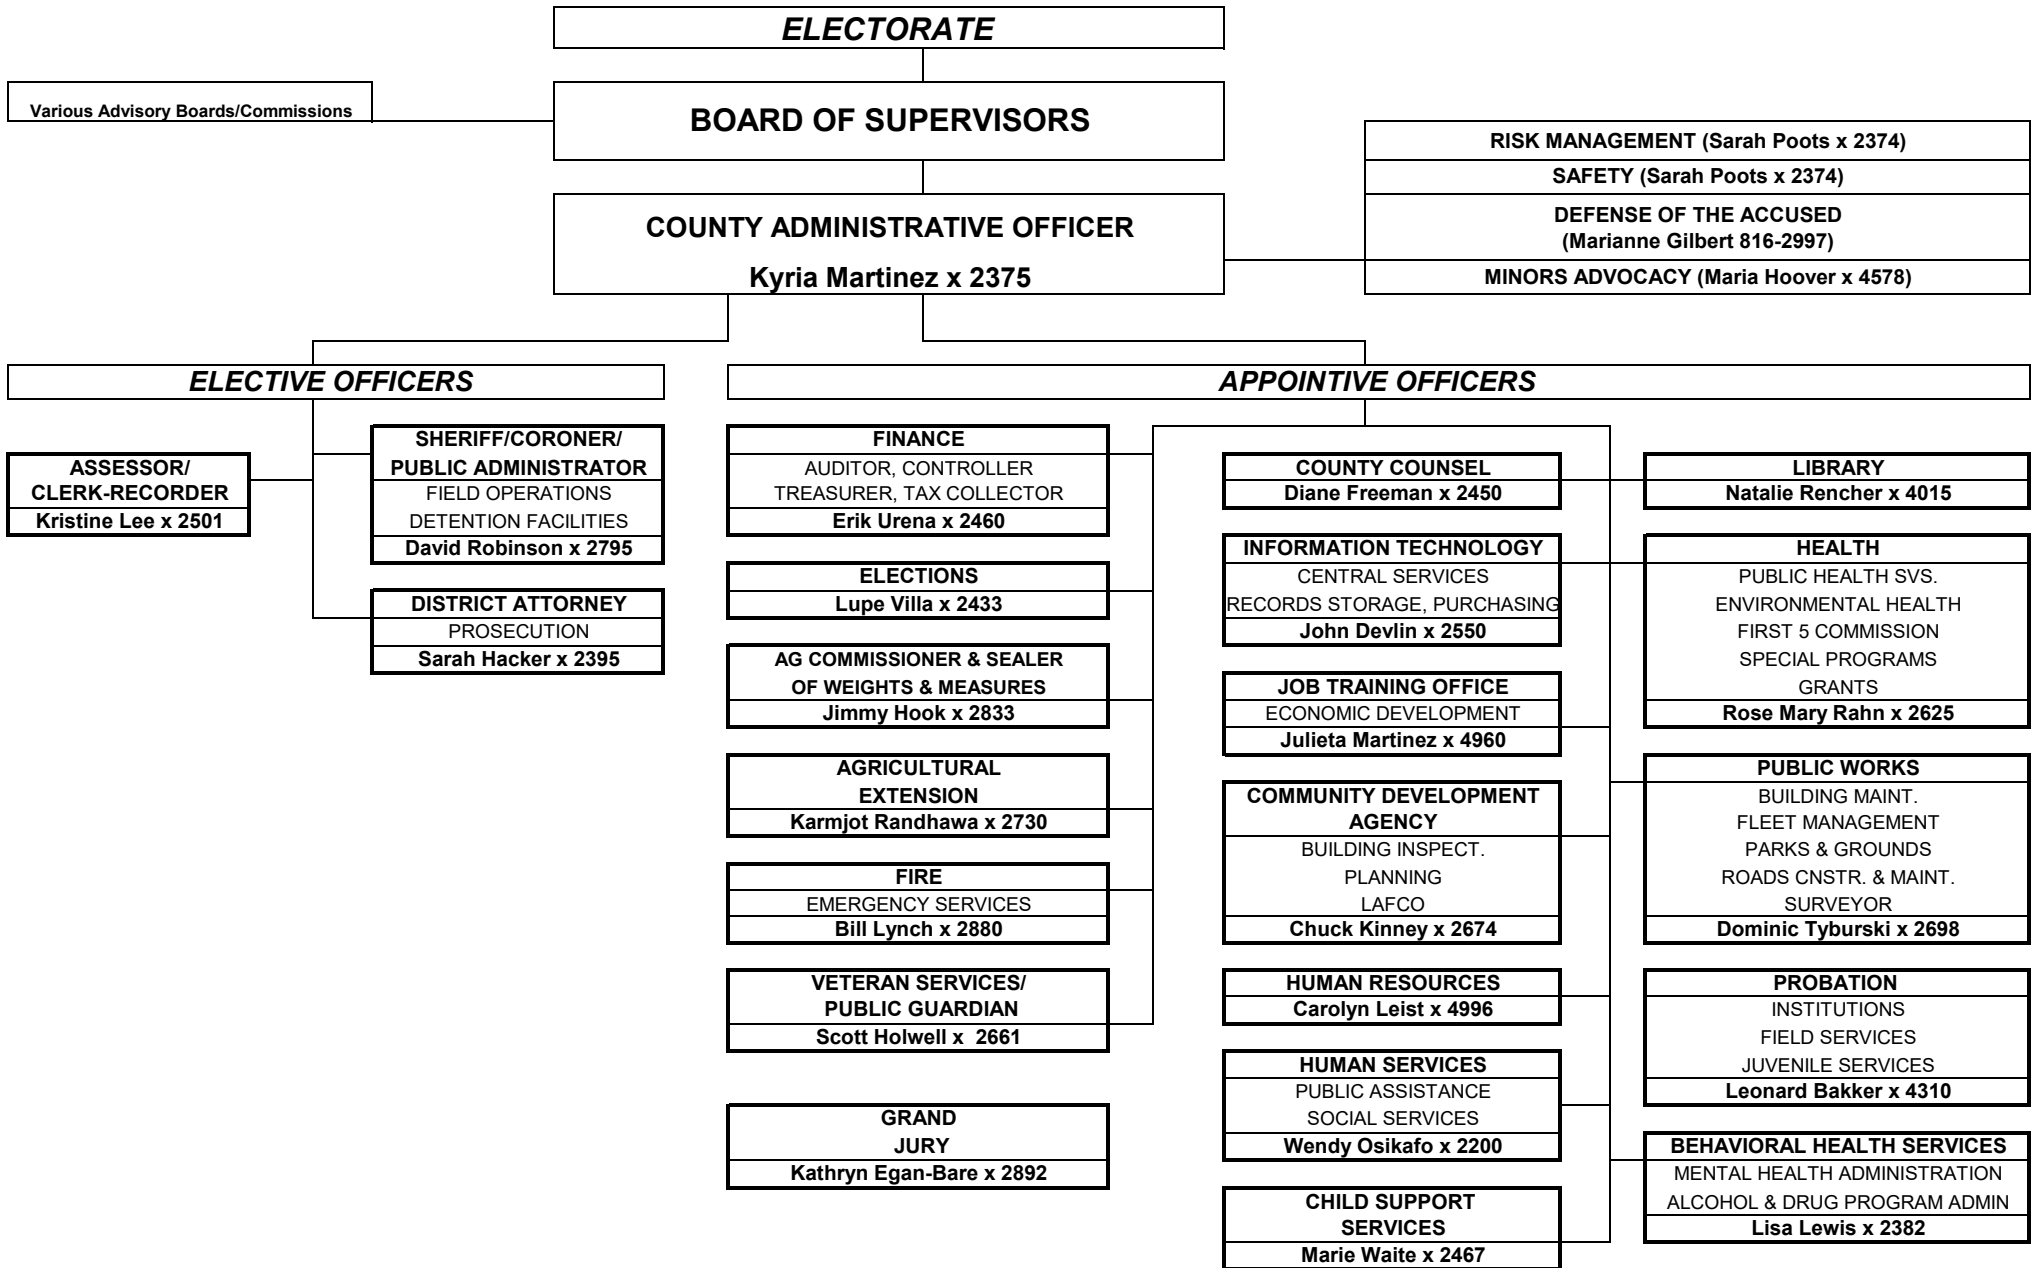 ELECTORATE
Various Advisory Boards/Commissions
BOARD OF SUPERVISORS
RISK MANAGEMENT (Sarah Poots x 2374)
SAFETY (Sarah Poots x 2374)
DEFENSE OF THE ACCUSED
(Marianne Gilbert 816-2997)
MINORS ADVOCACY (Maria Hoover x 4578)
COUNTY ADMINISTRATIVE OFFICER
Kyria Martinez x 2375
ELECTIVE OFFICERS
APPOINTIVE OFFICERS
ASSESSOR/
CLERK-RECORDER
Kristine Lee x 2501
SHERIFF/CORONER/
PUBLIC ADMINISTRATOR
FIELD OPERATIONS
DETENTION FACILITIES
David Robinson x 2795
DISTRICT ATTORNEY
PROSECUTION
Sarah Hacker x 2395
FINANCE
AUDITOR, CONTROLLER
TREASURER, TAX COLLECTOR
Erik Urena x 2460
ELECTIONS
Lupe Villa x 2433
AG COMMISSIONER & SEALER
OF WEIGHTS & MEASURES
Jimmy Hook x 2833
AGRICULTURAL
EXTENSION
Karmjot Randhawa x 2730
FIRE
EMERGENCY SERVICES
Bill Lynch x 2880
VETERAN SERVICES/
PUBLIC GUARDIAN
Scott Holwell x 2661
GRAND
JURY
Kathryn Egan-Bare x 2892
COUNTY COUNSEL
Diane Freeman x 2450
INFORMATION TECHNOLOGY
CENTRAL SERVICES
RECORDS STORAGE, PURCHASING
John Devlin x 2550
JOB TRAINING OFFICE
ECONOMIC DEVELOPMENT
Julieta Martinez x 4960
COMMUNITY DEVELOPMENT
AGENCY
BUILDING INSPECT.
PLANNING
LAFCO
Chuck Kinney x 2674
HUMAN RESOURCES
Carolyn Leist x 4996
HUMAN SERVICES
PUBLIC ASSISTANCE
SOCIAL SERVICES
Wendy Osikafo x 2200
CHILD SUPPORT
SERVICES
Marie Waite x 2467
LIBRARY
Natalie Rencher x 4015
HEALTH
PUBLIC HEALTH SVS.
ENVIRONMENTAL HEALTH
FIRST 5 COMMISSION
SPECIAL PROGRAMS
GRANTS
Rose Mary Rahn x 2625
PUBLIC WORKS
BUILDING MAINT.
FLEET MANAGEMENT
PARKS & GROUNDS
ROADS CNSTR. & MAINT.
SURVEYOR
Dominic Tyburski x 2698
PROBATION
INSTITUTIONS
FIELD SERVICES
JUVENILE SERVICES
Leonard Bakker x 4310
BEHAVIORAL HEALTH SERVICES
MENTAL HEALTH ADMINISTRATION
ALCOHOL & DRUG PROGRAM ADMIN
Lisa Lewis x 2382